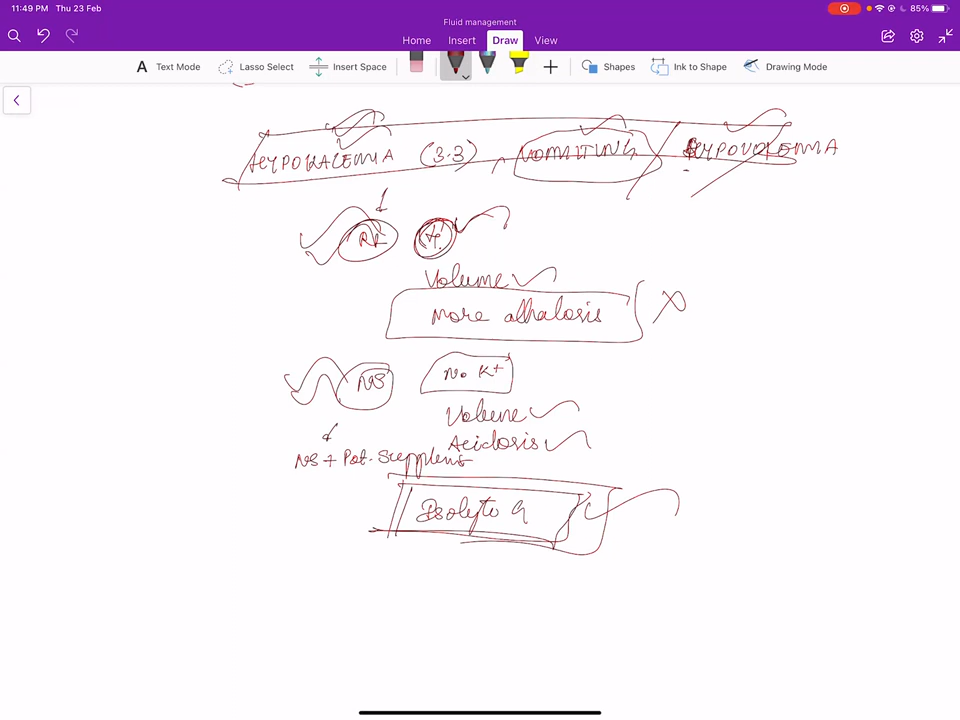 11:49 PM Thu 23 Feb 85%
Fluid management
Home Insert Draw View
Text Mode Lasso Select Insert Space Shapes Ink to Shape Drawing Mode
HYPOKALEMIA (3.3) VOMITING HYPOVOLEMIA
RL
Volume
More alkalosis
NS No K+
Volume
Acidosis
NS + Pot. Supplement
Isolyte G